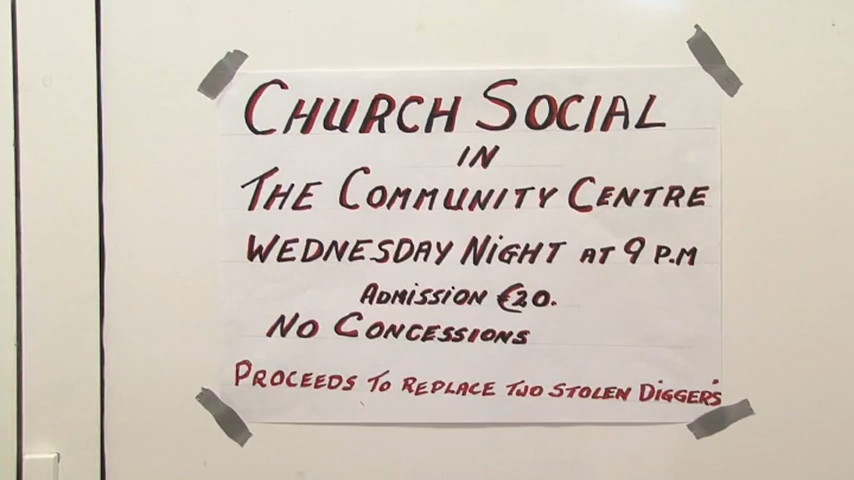 CHURCH SOCIAL
IN
THE COMMUNITY CENTRE
WEDNESDAY NIGHT AT 9 P.M
ADMISSION €20.
NO CONCESSIONS
PROCEEDS TO REPLACE TWO STOLEN DIGGERS